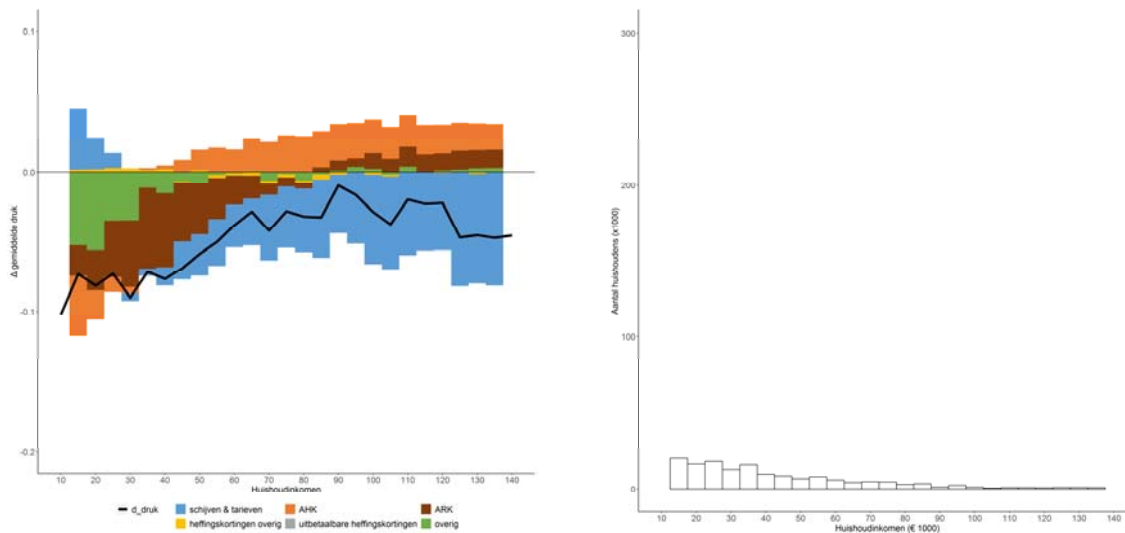 0.1
0.0
-0.1
-0.2
Δ gemiddelde druk
10 20 30 40 50 60 70 80 90 100 110 120 130 140
Huishoudinkomen
d_druk schijven & tarieven AHK ARK
heffingskortingen overig uitbetaalbare heffingskortingen overig
300
200
100
0
Aantal huishoudens (x1000)
10 20 30 40 50 60 70 80 90 100 110 120 130 140
Huishoudinkomen (€ 1000)